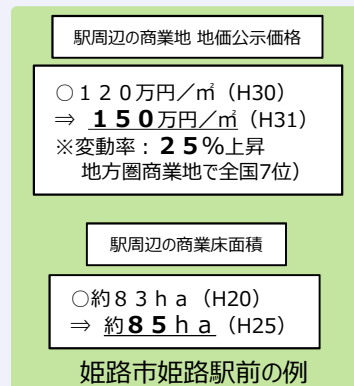 駅周辺の商業地 地価公示価格
○１２０万円／㎡（H30）
⇒ １５０万円／㎡（H31）
※変動率：２５％上昇
地方圏商業地で全国7位）
駅周辺の商業床面積
○約８３ｈａ（H20）
⇒ 約８５ｈａ（H25）
姫路市姫路駅前の例